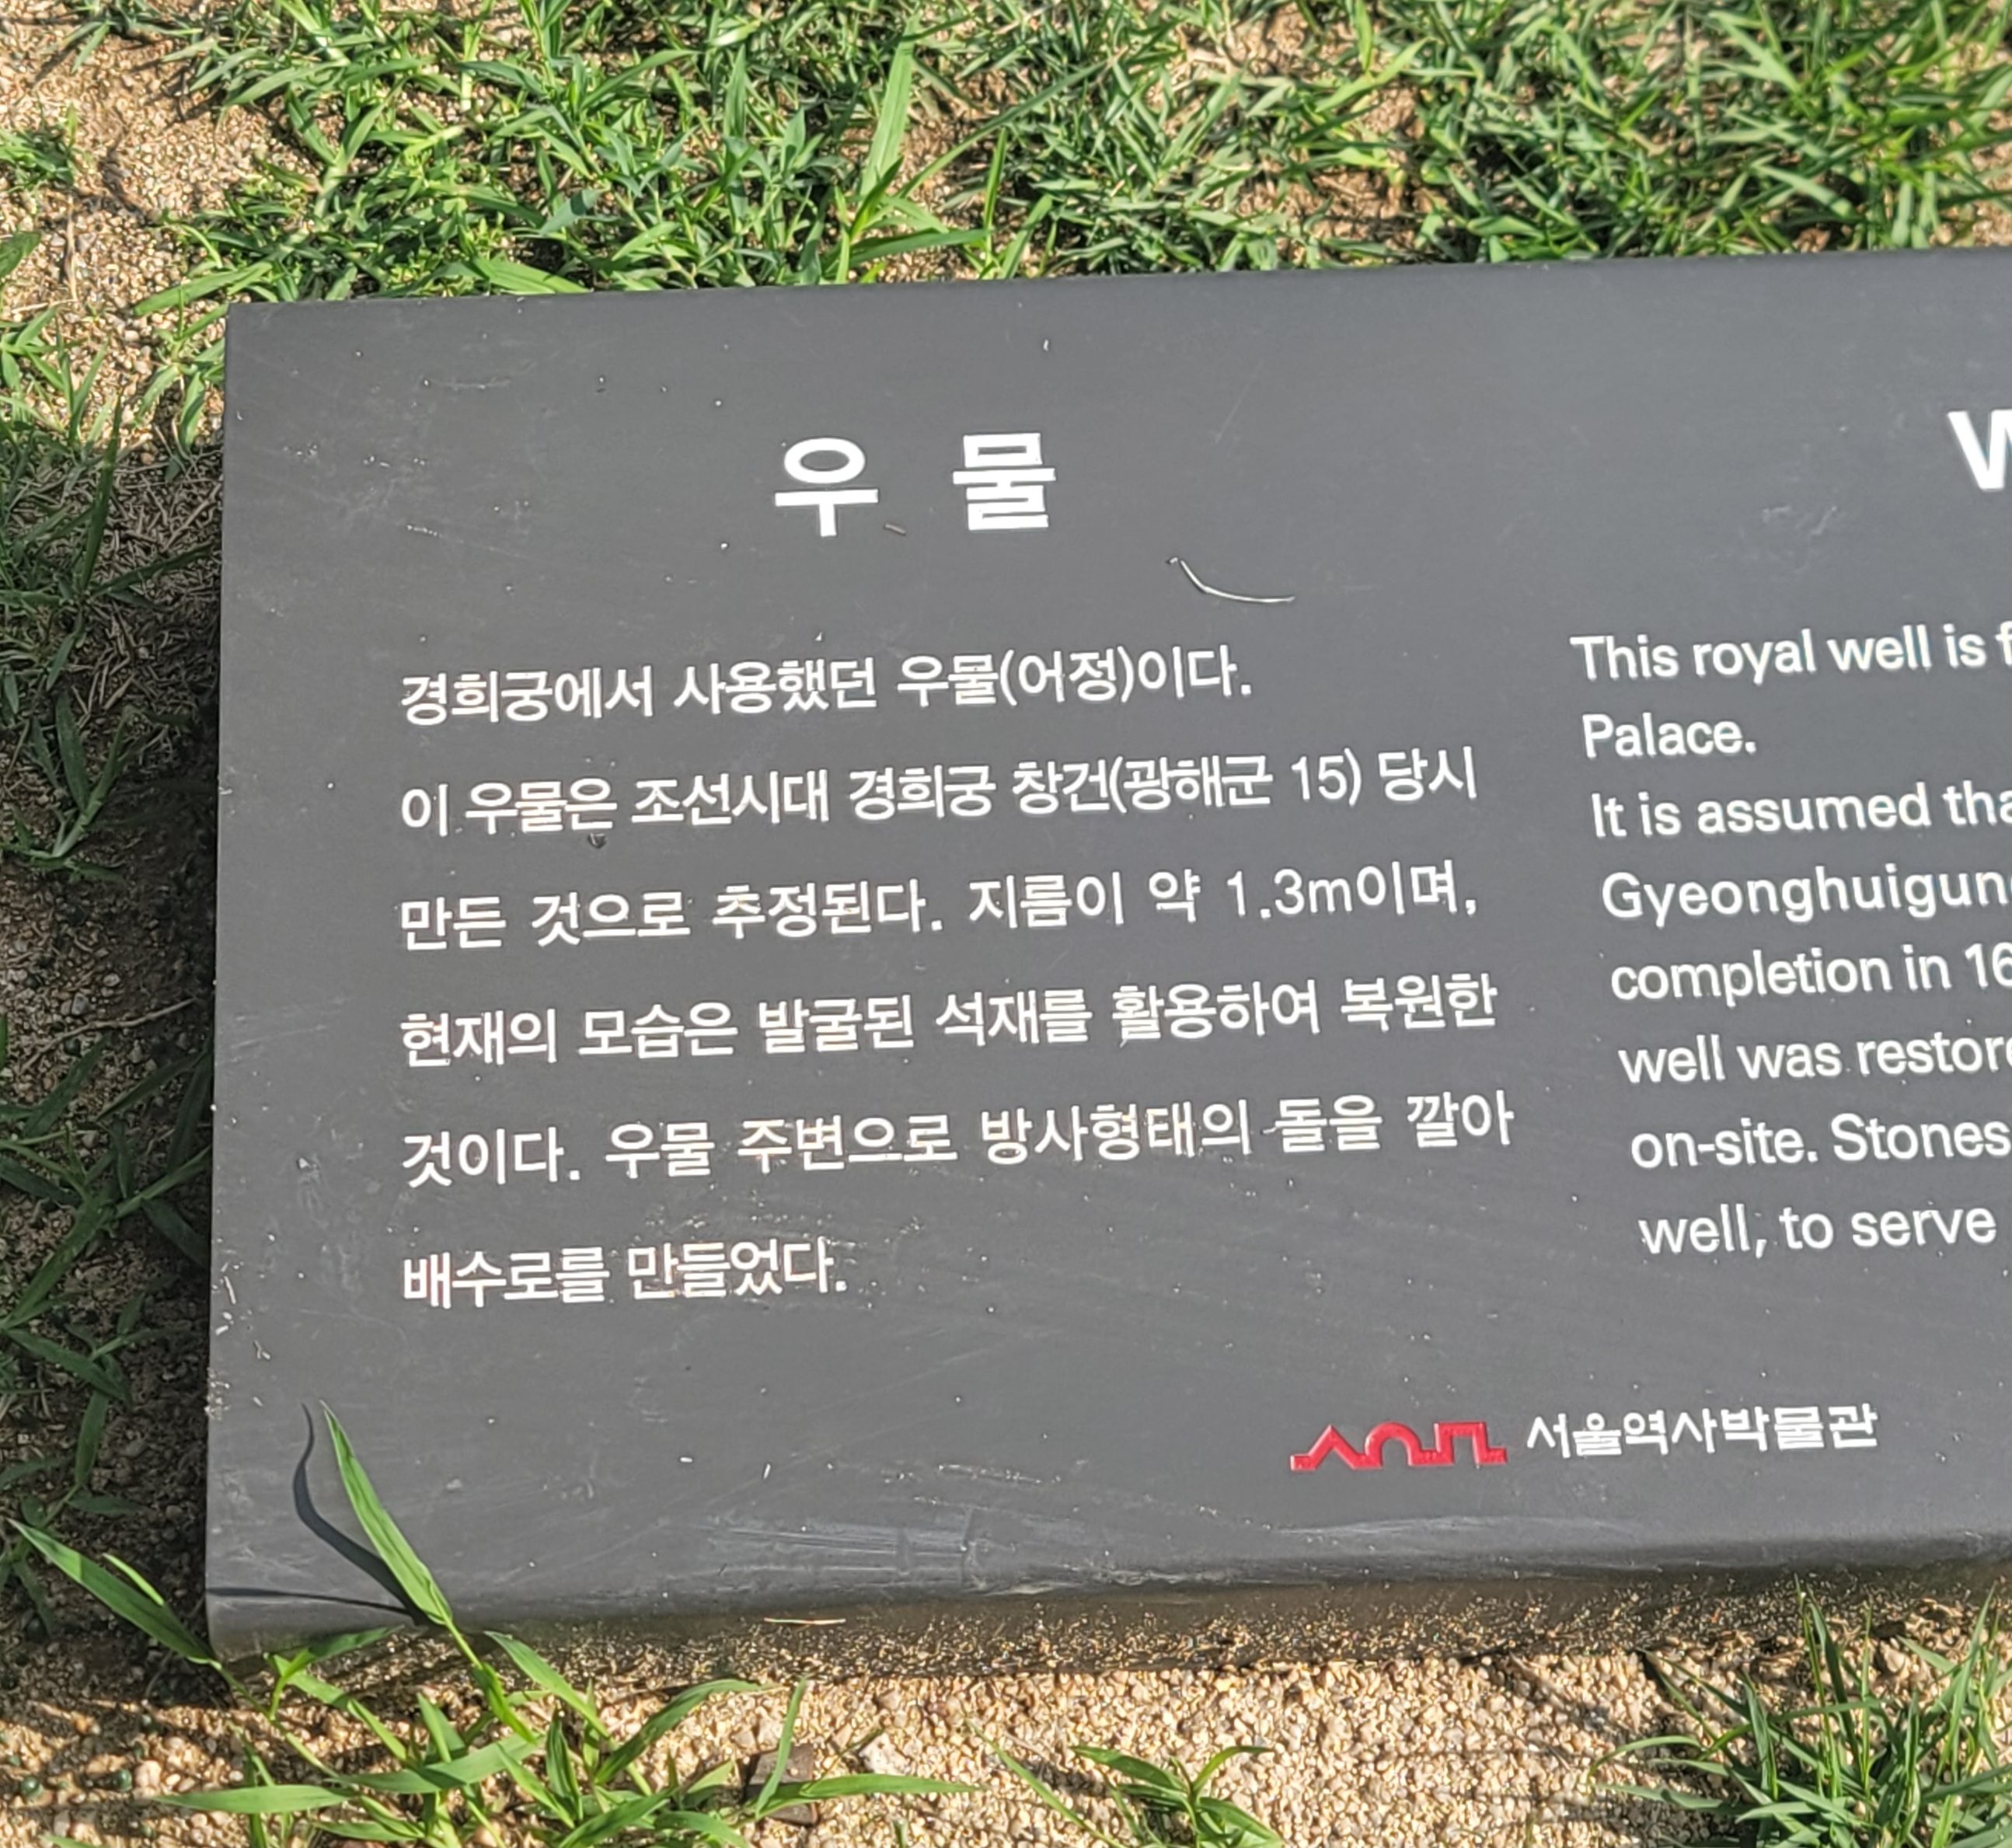 우 물
경희궁에서 사용했던 우물(어정)이다.
이 우물은 조선시대 경희궁 창건(광해군 15) 당시
만든 것으로 추정된다. 지름이 약 1.3m이며,
현재의 모습은 발굴된 석재를 활용하여 복원한
것이다. 우물 주변으로 방사형태의 돌을 깔아
배수로를 만들었다.
This royal well is
Palace.
It is assumed
completion in
well was
on-site. Stones
well, to serve
서울역사박물관